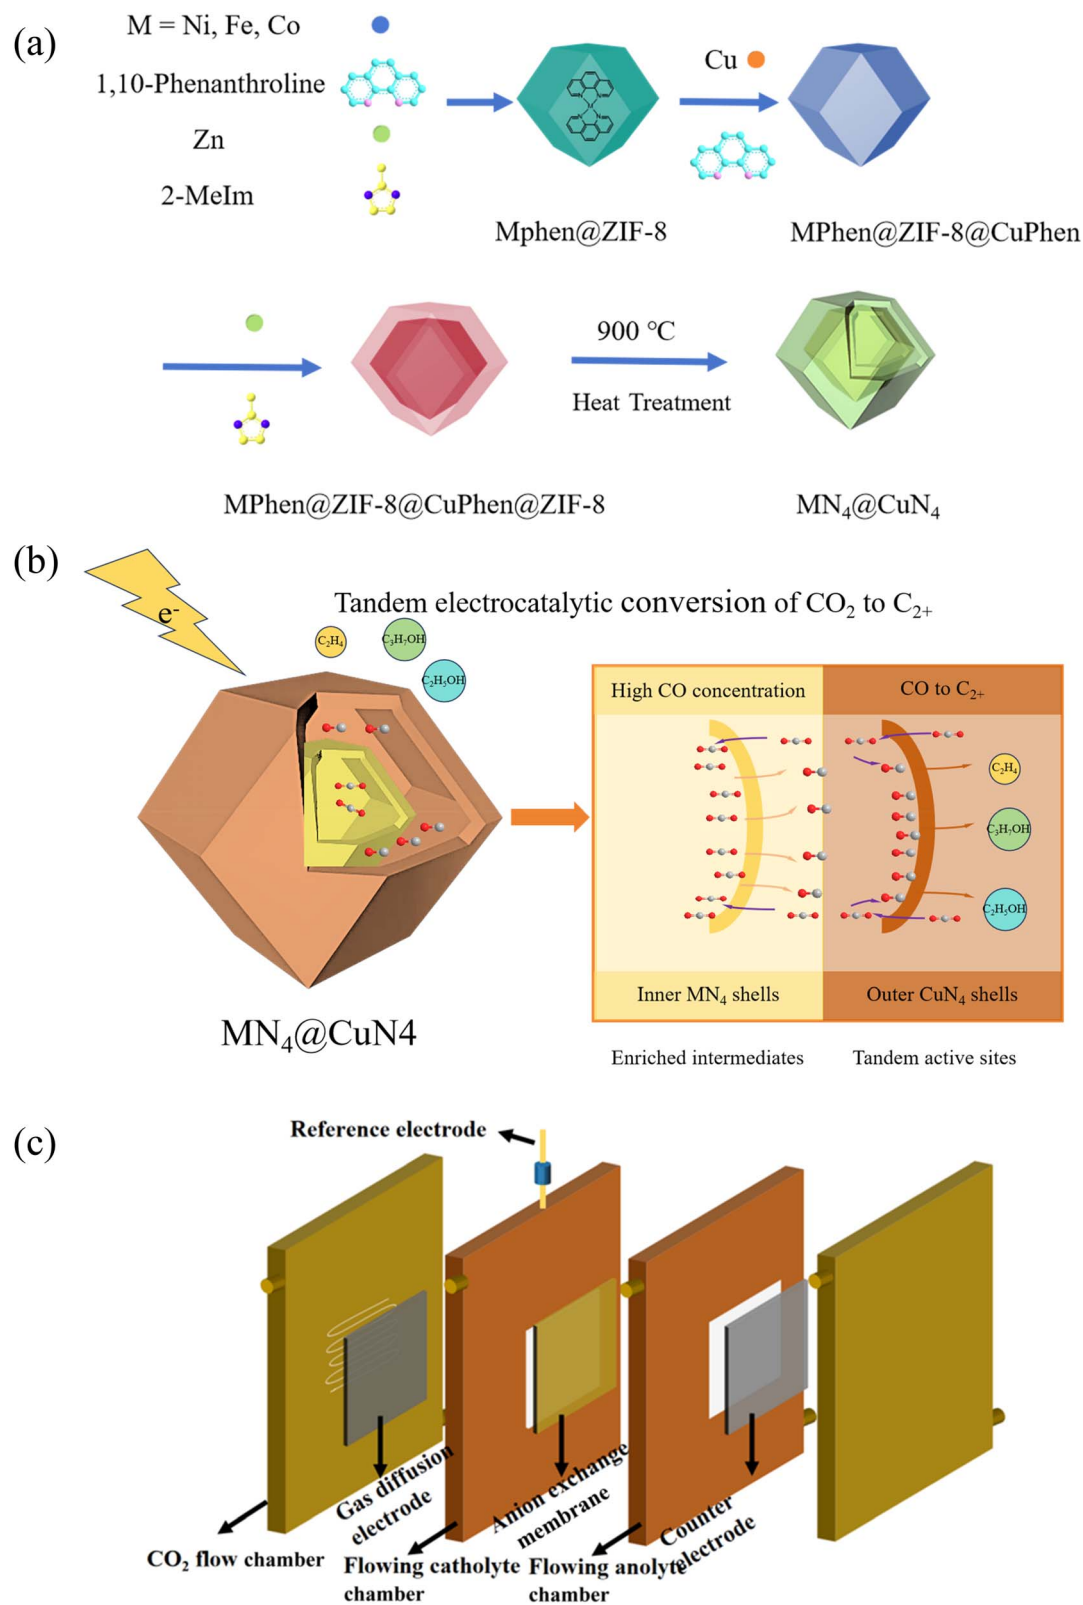 (a)
M = Ni, Fe, Co
1,10-Phenanthroline
Zn
2-MeIm
Cu
Mphen@ZIF-8
MPhen@ZIF-8@CuPhen
900 ℃
Heat Treatment
MPhen@ZIF-8@CuPhen@ZIF-8
MN₄@CuN₄
(b)
e⁻
Tandem electrocatalytic conversion of CO₂ to C₂₊
C₂H₄
C₃H₇OH
C₂H₅OH
High CO concentration
CO to C₂₊
C₂H₄
C₃H₇OH
C₂H₅OH
Inner MN₄ shells
Outer CuN₄ shells
MN₄@CuN4
Enriched intermediates
Tandem active sites
(c)
Reference electrode
Gas diffusion
electrode
Anion exchange
membrane
Counter
electrode
CO₂ flow chamber
Flowing catholyte
chamber
Flowing anolyte
chamber